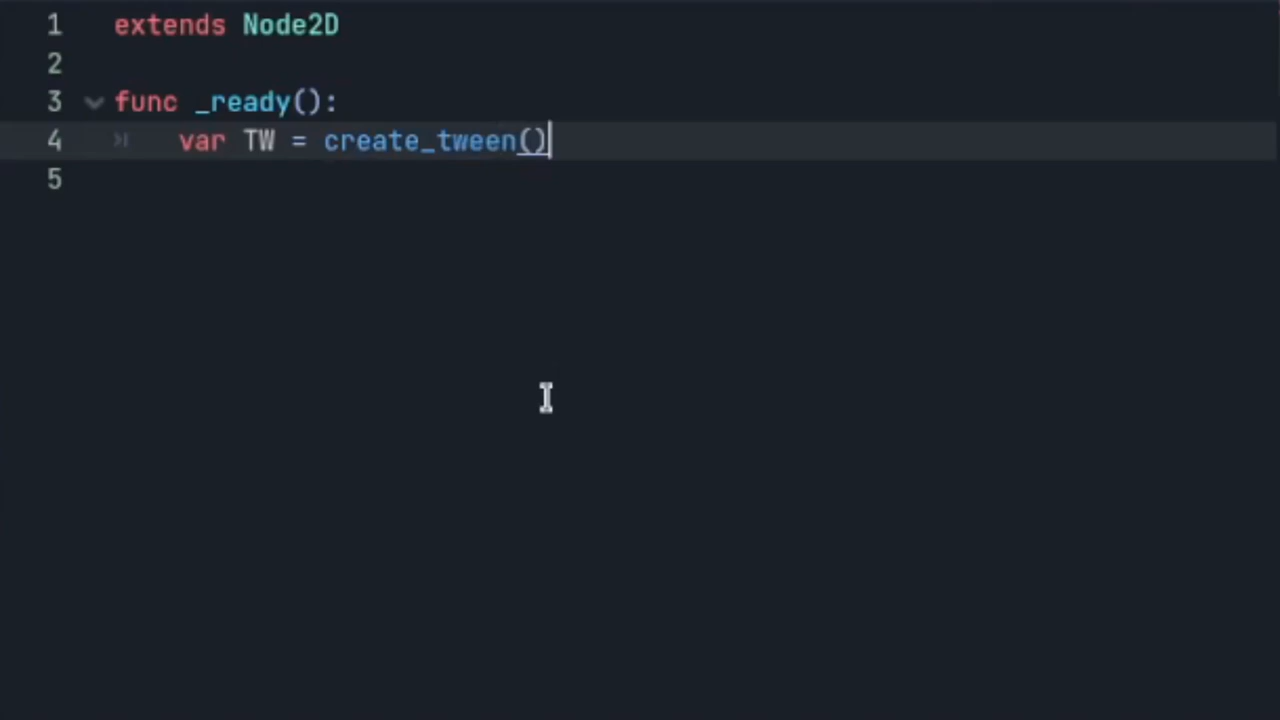 1 extends Node2D
2
3 func _ready():
4 var TW = create_tween()
5